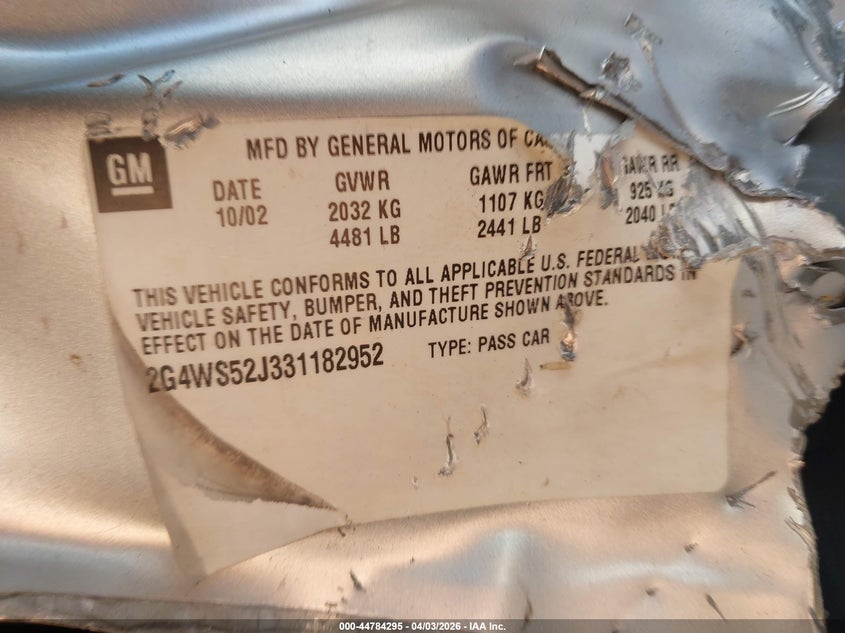 GM
MFD BY GENERAL MOTORS OF
DATE GVWR GAWR FRT GAWR RR
10/02 2032 KG 1107 KG 925 KG
4481 LB 2441 LB 2040
THIS VEHICLE CONFORMS TO ALL APPLICABLE U.S. FEDERAL
VEHICLE SAFETY, BUMPER, AND THEFT PREVENTION STANDARDS IN
EFFECT ON THE DATE OF MANUFACTURE SHOWN ABOVE.
2G4WS52J331182952 TYPE: PASS CAR
000-44784295 - 04/03/2026 - IAA Inc.